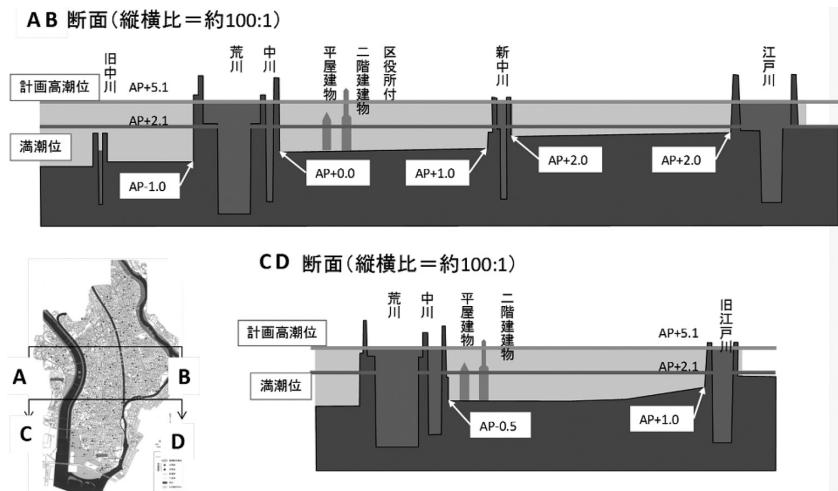 AB 断面(縦横比=約100:1)
旧中川
荒川
中川
平屋建物
二階建建物
区役所付
新中川
江戸川
計画高潮位
AP+5.1
AP+2.1
満潮位
AP-1.0
AP+0.0
AP+1.0
AP+2.0
AP+2.0
CD 断面(縦横比=約100:1)
荒川
中川
平屋建物
二階建建物
旧江戸川
計画高潮位
AP+5.1
AP+2.1
満潮位
AP-0.5
AP+1.0
A
B
C
D